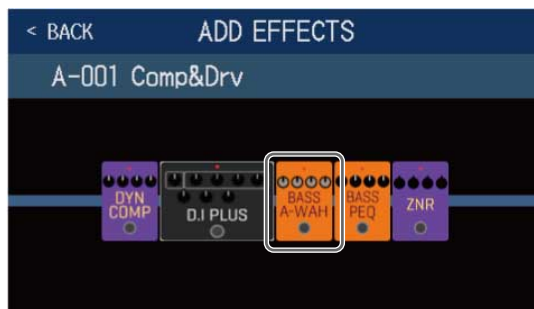 < BACK ADD EFFECTS
A-001 Comp&Drv
DYN
COMP
D.I PLUS
BASS
A-WAH
BASS
PEQ
ZNR